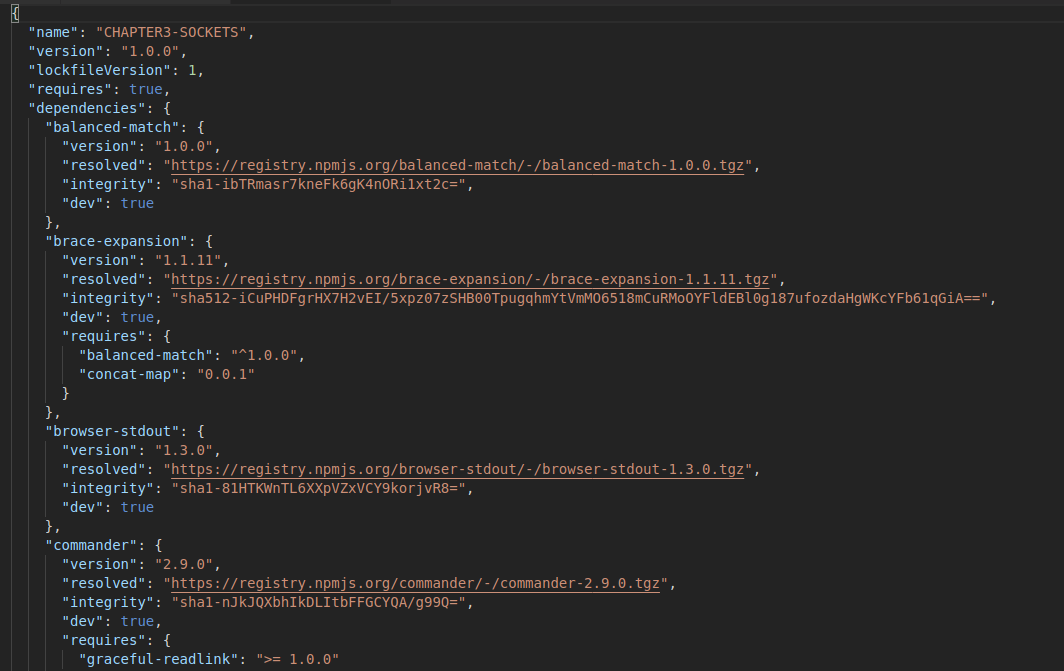 {
"name": "CHAPTER3-SOCKETS",
"version": "1.0.0",
"lockfileVersion": 1,
"requires": true,
"dependencies": {
"balanced-match": {
"version": "1.0.0",
"resolved": "https://registry.npmjs.org/balanced-match/-/balanced-match-1.0.0.tgz",
"integrity": "sha1-ibTRmasr7kneFk6gK4nORi1xt2c=",
"dev": true
},
"brace-expansion": {
"version": "1.1.11",
"resolved": "https://registry.npmjs.org/brace-expansion/-/brace-expansion-1.1.11.tgz",
"integrity": "sha512-iCuPHDFgrHX7H2vEI/5xpz07zSHB00TpugqhmYtVmMO6518mCuRMoOYFldEBl0g187ufozdaHgWKcYFb61qGiA==",
"dev": true,
"requires": {
"balanced-match": "^1.0.0",
"concat-map": "0.0.1"
}
},
"browser-stdout": {
"version": "1.3.0",
"resolved": "https://registry.npmjs.org/browser-stdout/-/browser-stdout-1.3.0.tgz",
"integrity": "sha1-81HTKWnTL6XXpVZxVCY9korjvR8=",
"dev": true
},
"commander": {
"version": "2.9.0",
"resolved": "https://registry.npmjs.org/commander/-/commander-2.9.0.tgz",
"integrity": "sha1-nJkJQXbhIkDLItbFFGCYQA/g99Q=",
"dev": true,
"requires": {
"graceful-readlink": ">= 1.0.0"